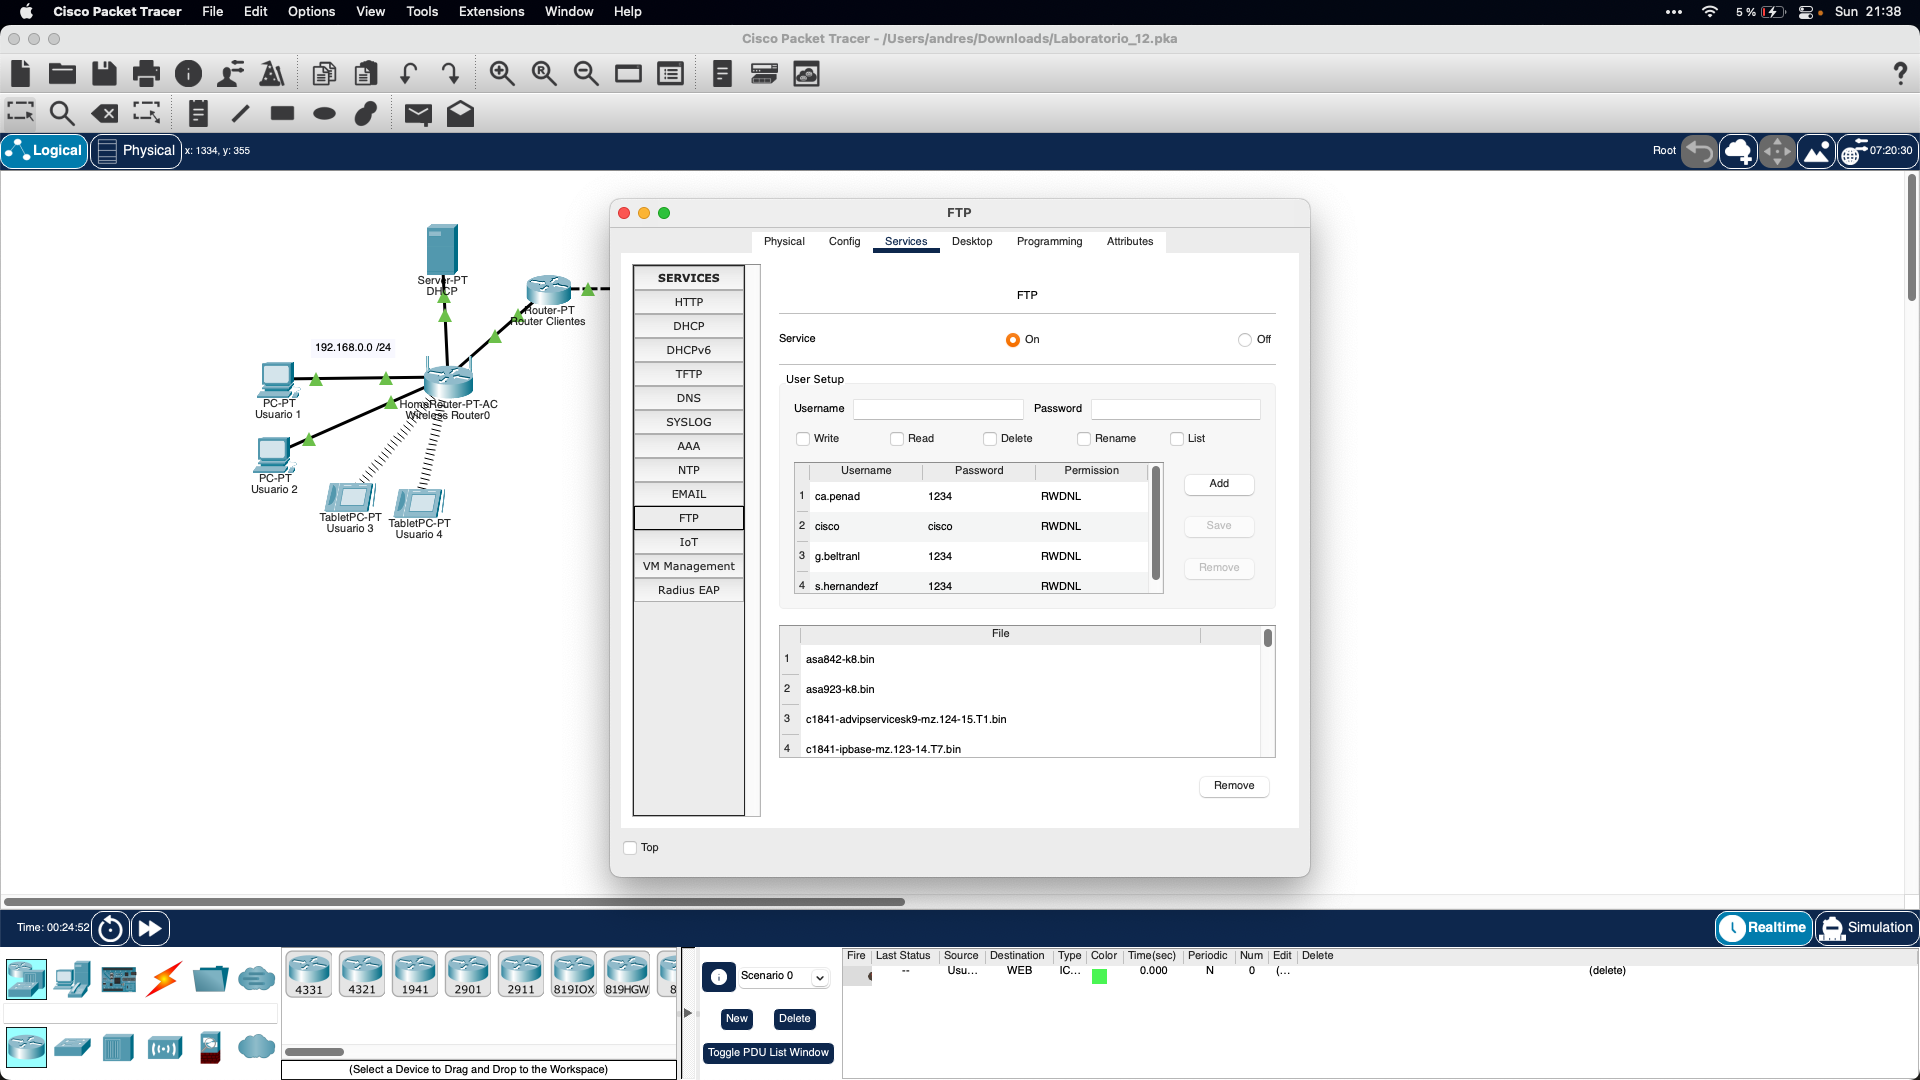 Cisco Packet Tracer File Edit Options View Tools Extensions Window Help
5 % Sun 21:38
Cisco Packet Tracer - /Users/andres/Downloads/Laboratorio_12.pka
Logical Physical x: 1334, y: 355
Root 07:20:30
Server-PT
DHCP
Router-PT
Router Clientes
192.168.0.0 /24
PC-PT
Usuario 1
HomeRouter-PT-AC
Wireless Router0
PC-PT
Usuario 2
TabletPC-PT
Usuario 3
TabletPC-PT
Usuario 4
FTP
Physical Config Services Desktop Programming Attributes
SERVICES
HTTP
DHCP
DHCPv6
TFTP
DNS
SYSLOG
AAA
NTP
EMAIL
FTP
IoT
VM Management
Radius EAP
FTP
Service On Off
User Setup
Username Password
Write Read Delete Rename List
Username Password Permission
1 ca.penad 1234 RWDNL
2 cisco cisco RWDNL
3 g.beltranl 1234 RWDNL
4 s.hernandezf 1234 RWDNL
Add
Save
Remove
File
1 asa842-k8.bin
2 asa923-k8.bin
3 c1841-advipservicesk9-mz.124-15.T1.bin
4 c1841-ipbase-mz.123-14.T7.bin
Remove
Top
Time: 00:24:52
Realtime Simulation
4331 4321 1941 2901 2911 819IOX 819HGW 8
(Select a Device to Drag and Drop to the Workspace)
Scenario 0
New Delete
Toggle PDU List Window
Fire Last Status Source Destination Type Color Time(sec) Periodic Num Edit Delete
-- Usu... WEB IC... 0.000 N 0 (... (delete)